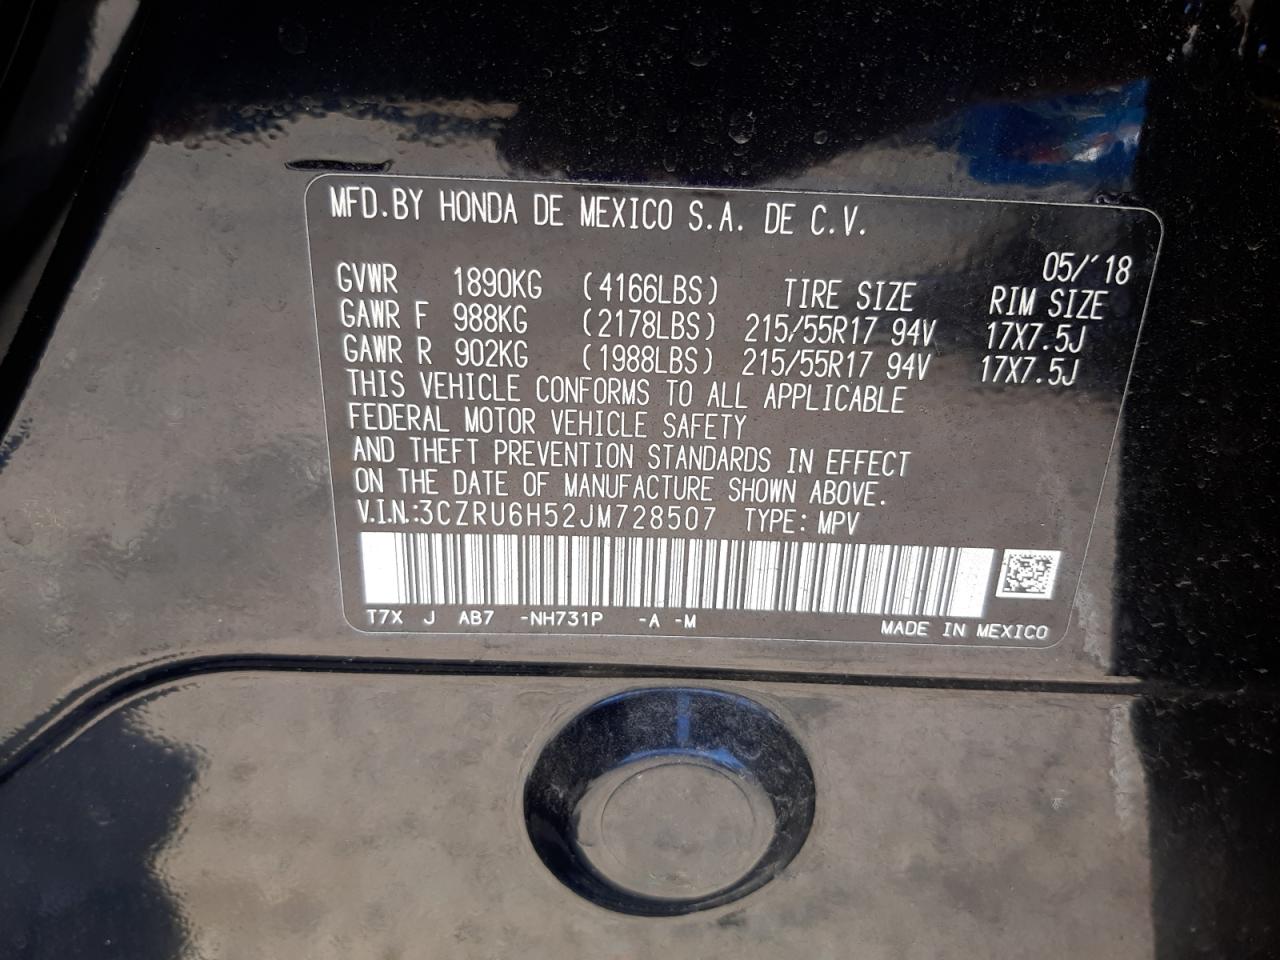 MFD.BY HONDA DE MEXICO S.A. DE C.V.
05/'18
GVWR 1890KG (4166LBS) TIRE SIZE RIM SIZE
GAWR F 988KG (2178LBS) 215/55R17 94V 17X7.5J
GAWR R 902KG (1988LBS) 215/55R17 94V 17X7.5J
THIS VEHICLE CONFORMS TO ALL APPLICABLE
FEDERAL MOTOR VEHICLE SAFETY
AND THEFT PREVENTION STANDARDS IN EFFECT
ON THE DATE OF MANUFACTURE SHOWN ABOVE.
V.I.N.:3CZRU6H52JM728507 TYPE: MPV
T7X J AB7 -NH731P -A -M MADE IN MEXICO